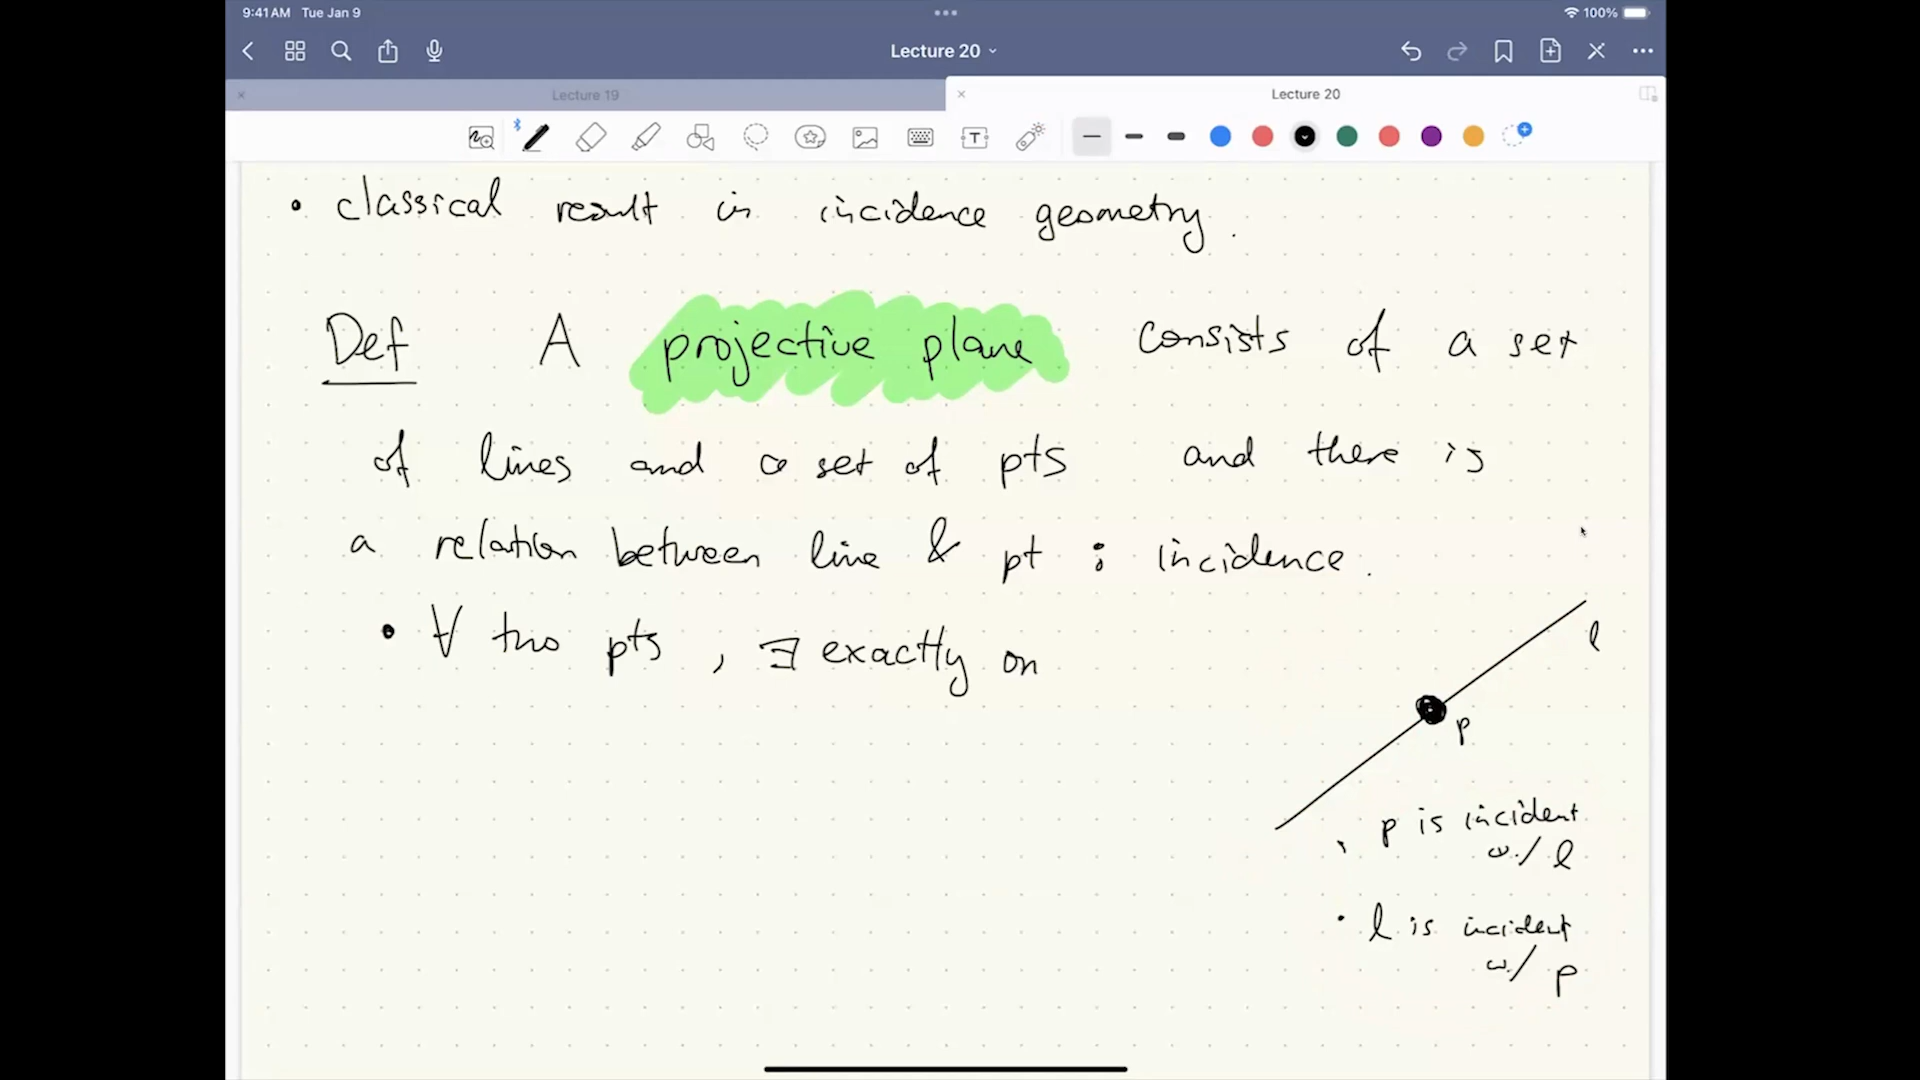 9:41 AM Tue Jan 9
100%
Lecture 20
Lecture 19
Lecture 20
• classical result in incidence geometry.
Def A projective plane consists of a set
of lines and a set of pts and there is
a relation between line & pt : incidence.
• ∀ two pts, ∃ exactly on
l
p
• p is incident
w./ l
• l is incident
w./ p